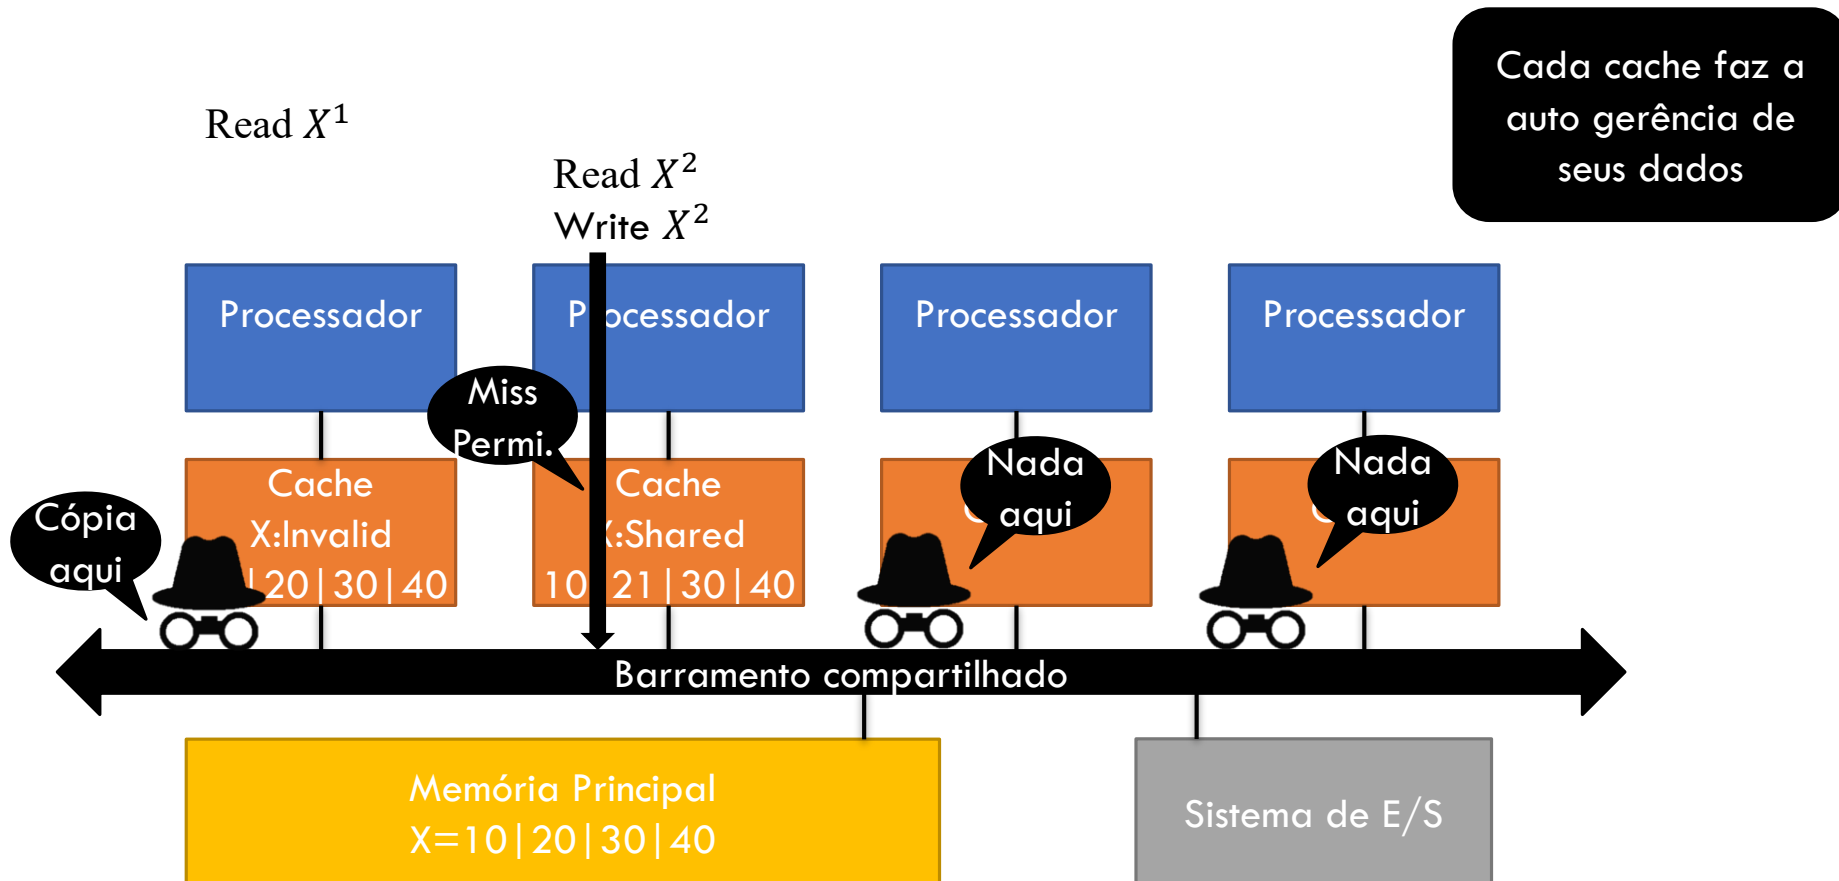 Cada cache faz a
auto gerência de
seus dados
Read X¹
Read X²
Write X²
Processador
Processador
Processador
Processador
Miss
Permi.
Cache
X:Invalid
|20|30|40
Cache
X:Shared
10|21|30|40
Nada
aqui
Nada
aqui
Cópia
aqui
Barramento compartilhado
Memória Principal
X=10|20|30|40
Sistema de E/S